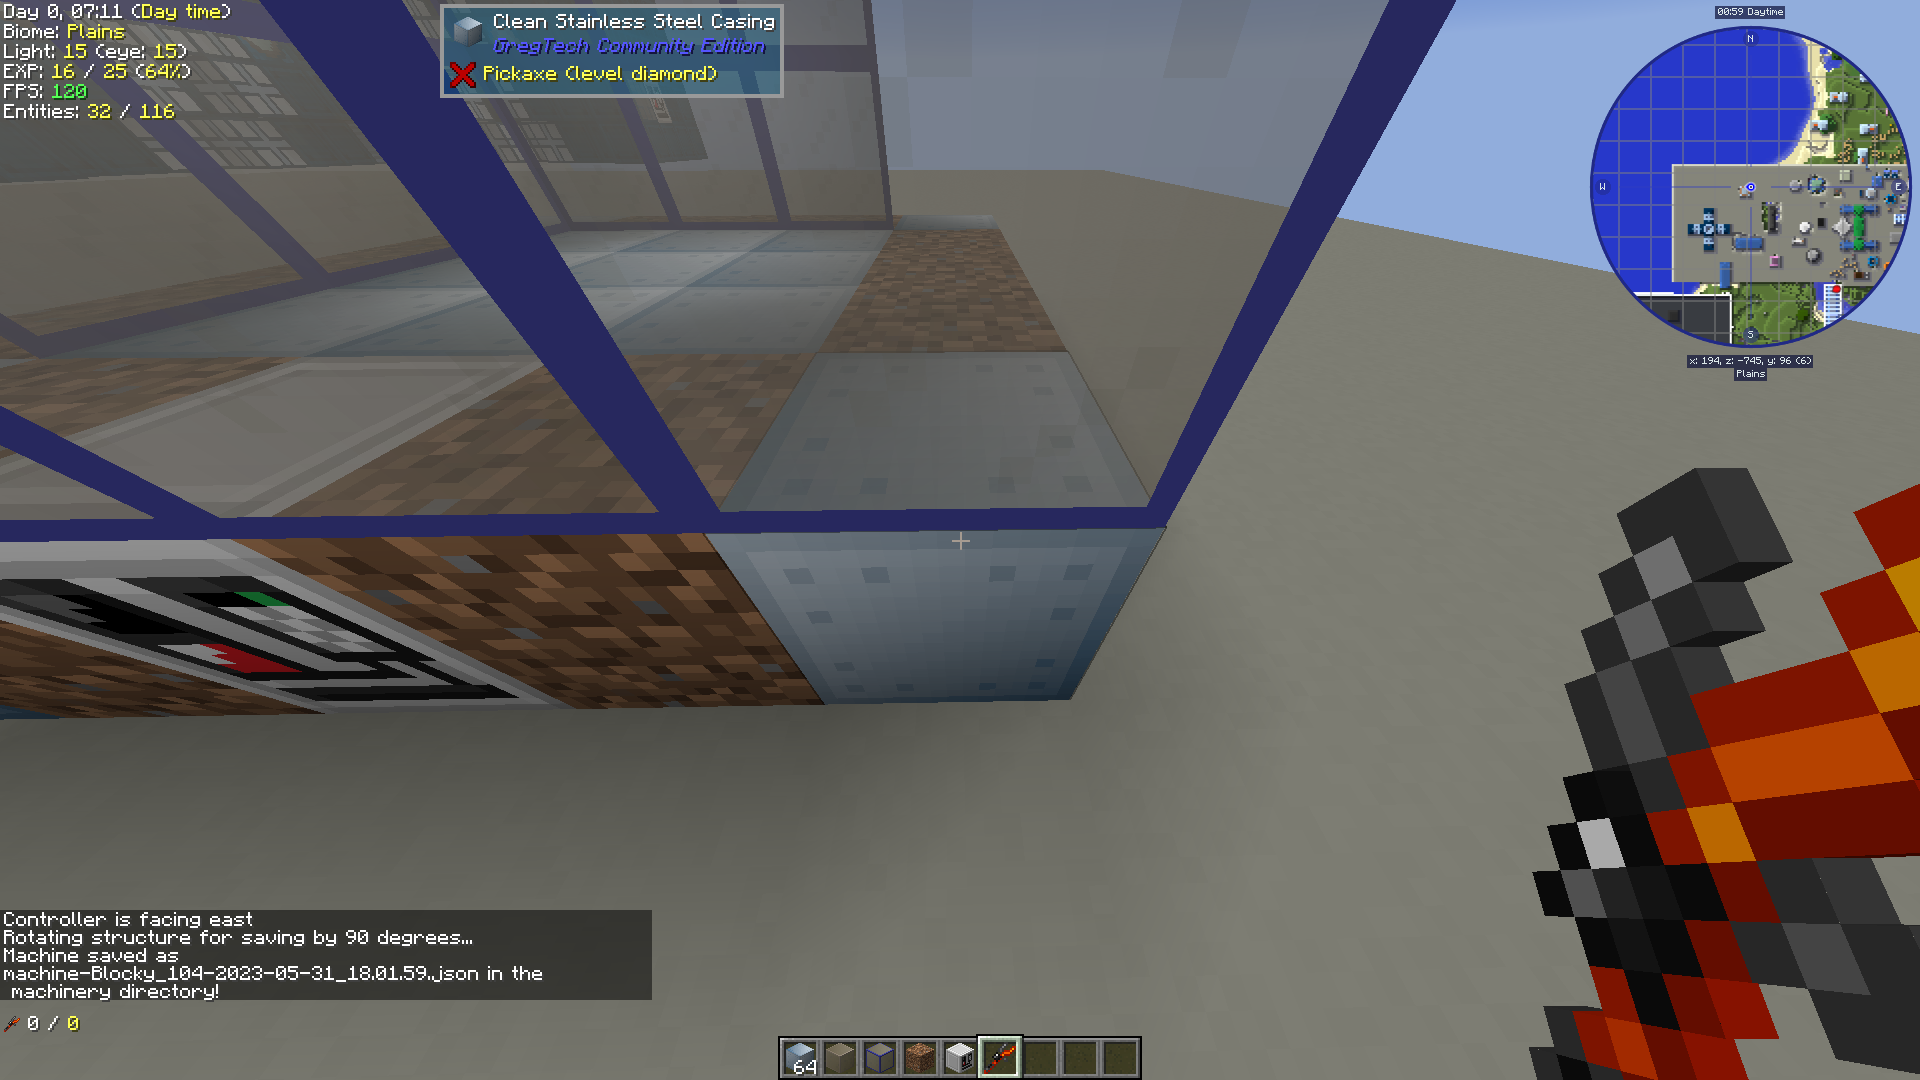 Day 0, 07:11 (Day time)
Biome: Plains
Light: 15 (eye: 15)
EXP: 16 / 25 (64%)
FPS: 120
Entities: 32 / 116
Clean Stainless Steel Casing
GregTech Community Edition
Pickaxe (level diamond)
00:59 Daytime
N
W
E
S
x: 194, z: -745, y: 96 (6)
Plains
Controller is facing east
Rotating structure for saving by 90 degrees...
Machine saved as
machine-Blocky_104-2023-05-31_18.01.59..json in the
machinery directory!
0 / 0
64